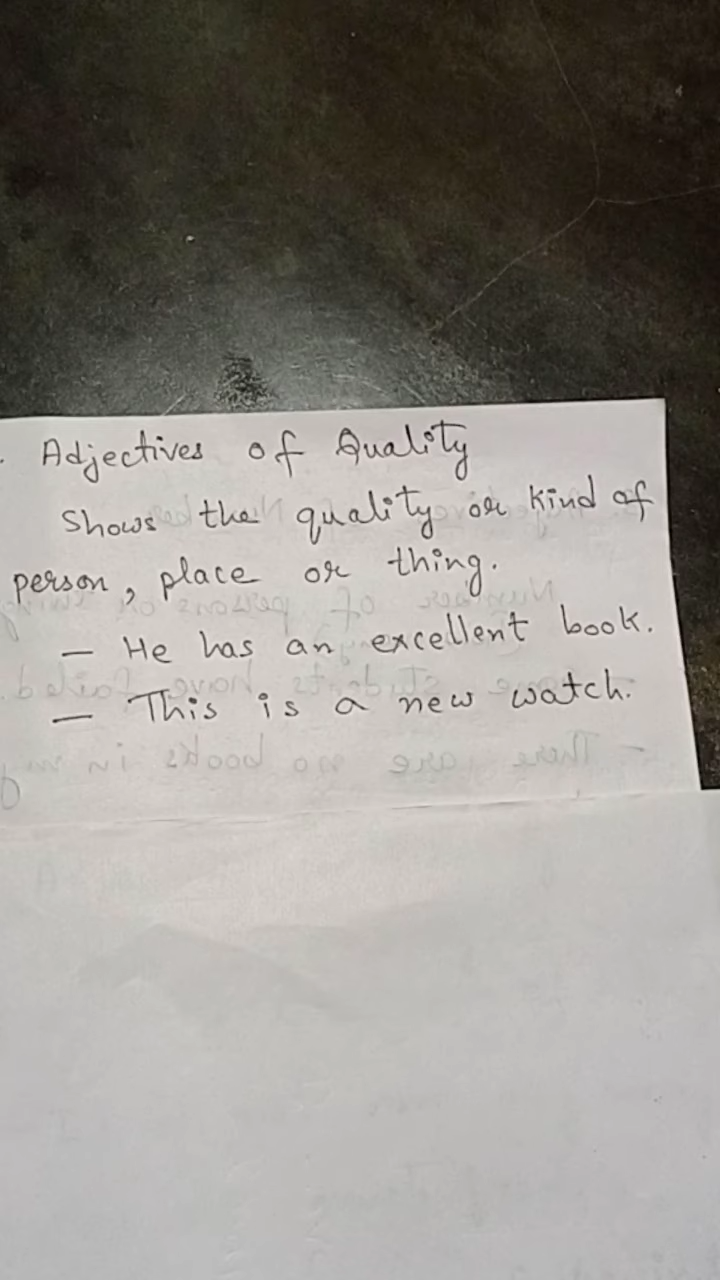 . Adjectives of Quality
Shows the quality or kind of
person, place or thing.
— He has an excellent book.
— This is a new watch.